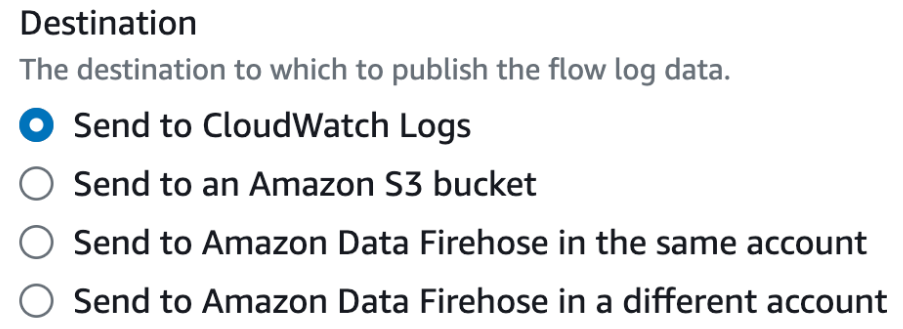 Destination
The destination to which to publish the flow log data.
Send to CloudWatch Logs
Send to an Amazon S3 bucket
Send to Amazon Data Firehose in the same account
Send to Amazon Data Firehose in a different account